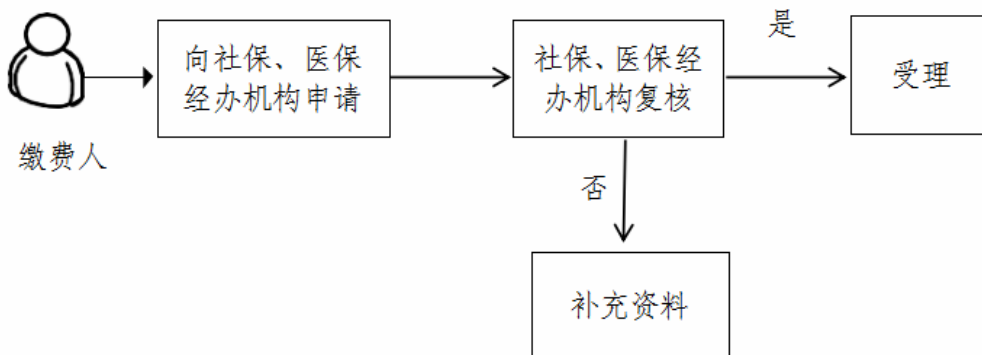 缴费人
向社保、医保
经办机构申请
社保、医保经
办机构复核
是
受理
否
补充资料